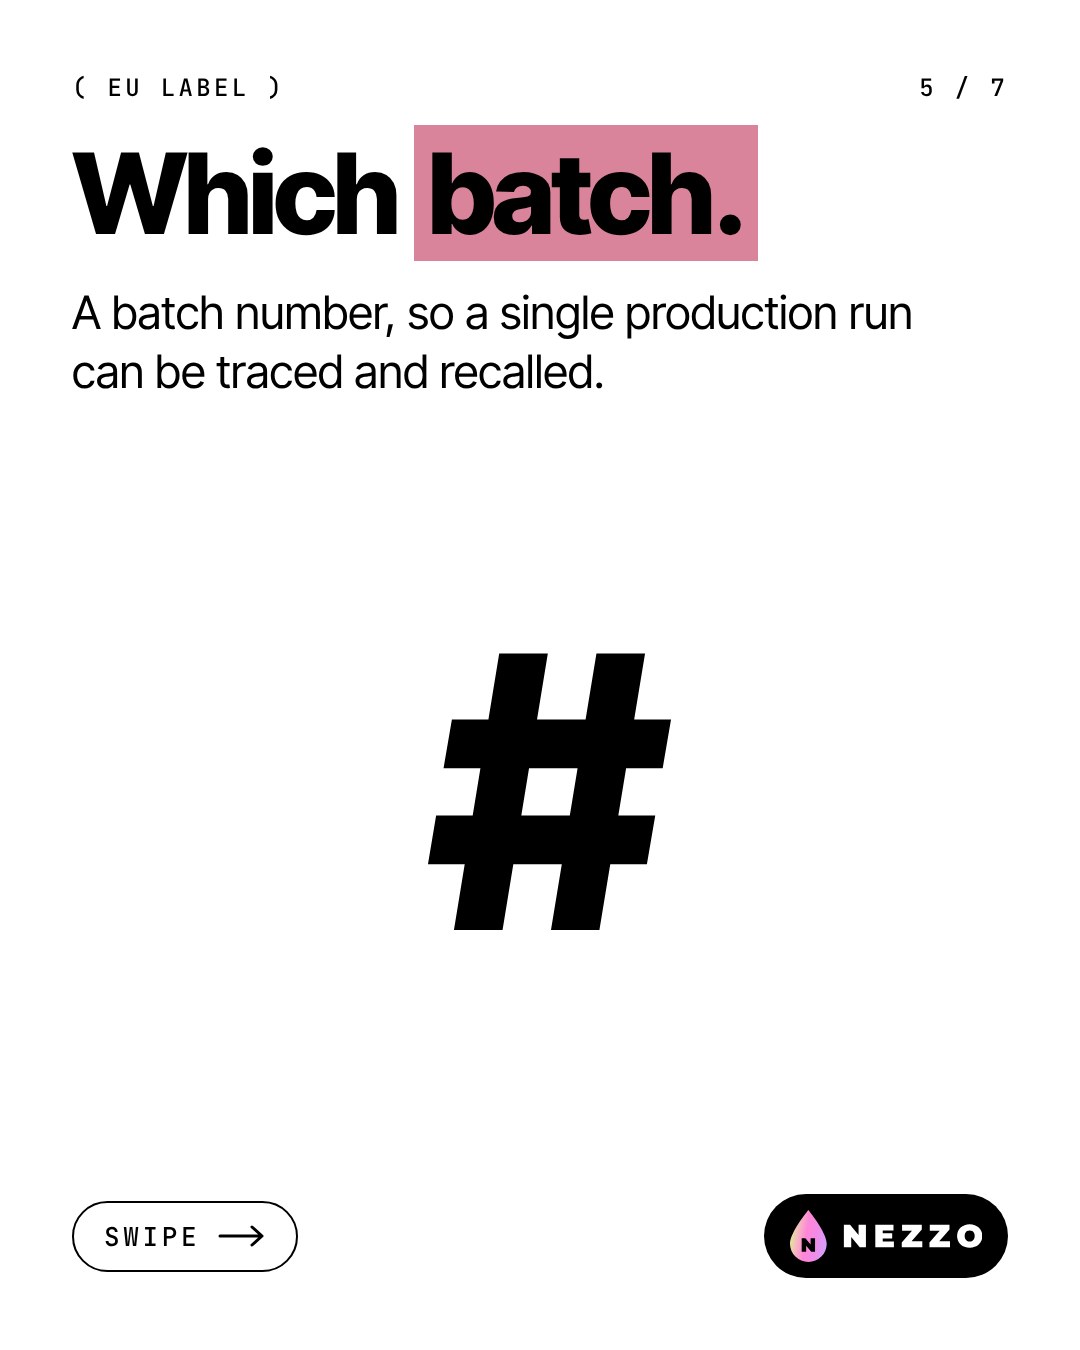 ( EU LABEL )
5 / 7
Which batch.
A batch number, so a single production run
can be traced and recalled.
#
SWIPE →
N NEZZO